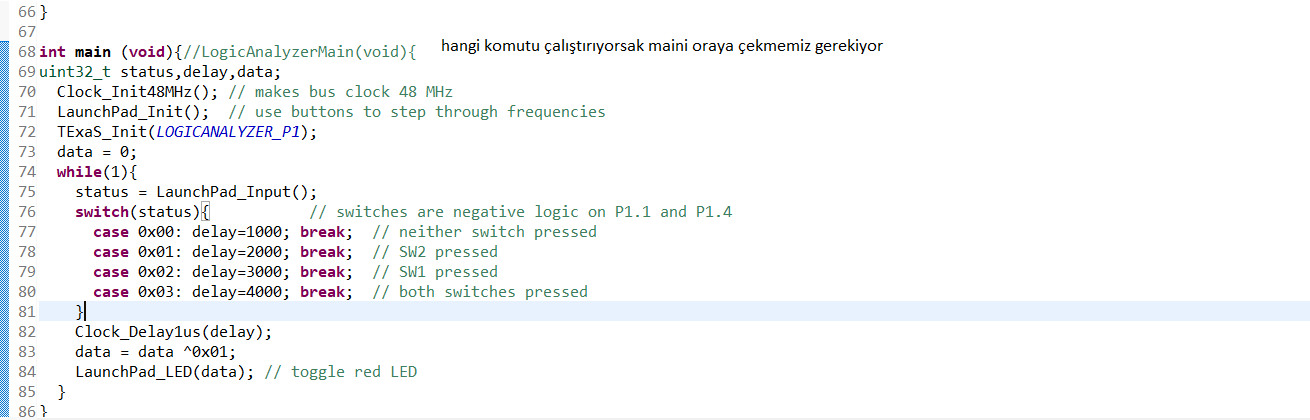 66 }
67
68 int main (void){//LogicAnalyzerMain(void){ hangi komutu çalıştırıyorsak maini oraya çekmemiz gerekiyor
69 uint32_t status,delay,data;
70 Clock_Init48MHz(); // makes bus clock 48 MHz
71 LaunchPad_Init(); // use buttons to step through frequencies
72 TExaS_Init(LOGICANALYZER_P1);
73 data = 0;
74 while(1){
75 status = LaunchPad_Input();
76 switch(status){ // switches are negative logic on P1.1 and P1.4
77 case 0x00: delay=1000; break; // neither switch pressed
78 case 0x01: delay=2000; break; // SW2 pressed
79 case 0x02: delay=3000; break; // SW1 pressed
80 case 0x03: delay=4000; break; // both switches pressed
81 }
82 Clock_Delay1us(delay);
83 data = data ^0x01;
84 LaunchPad_LED(data); // toggle red LED
85 }
86 }